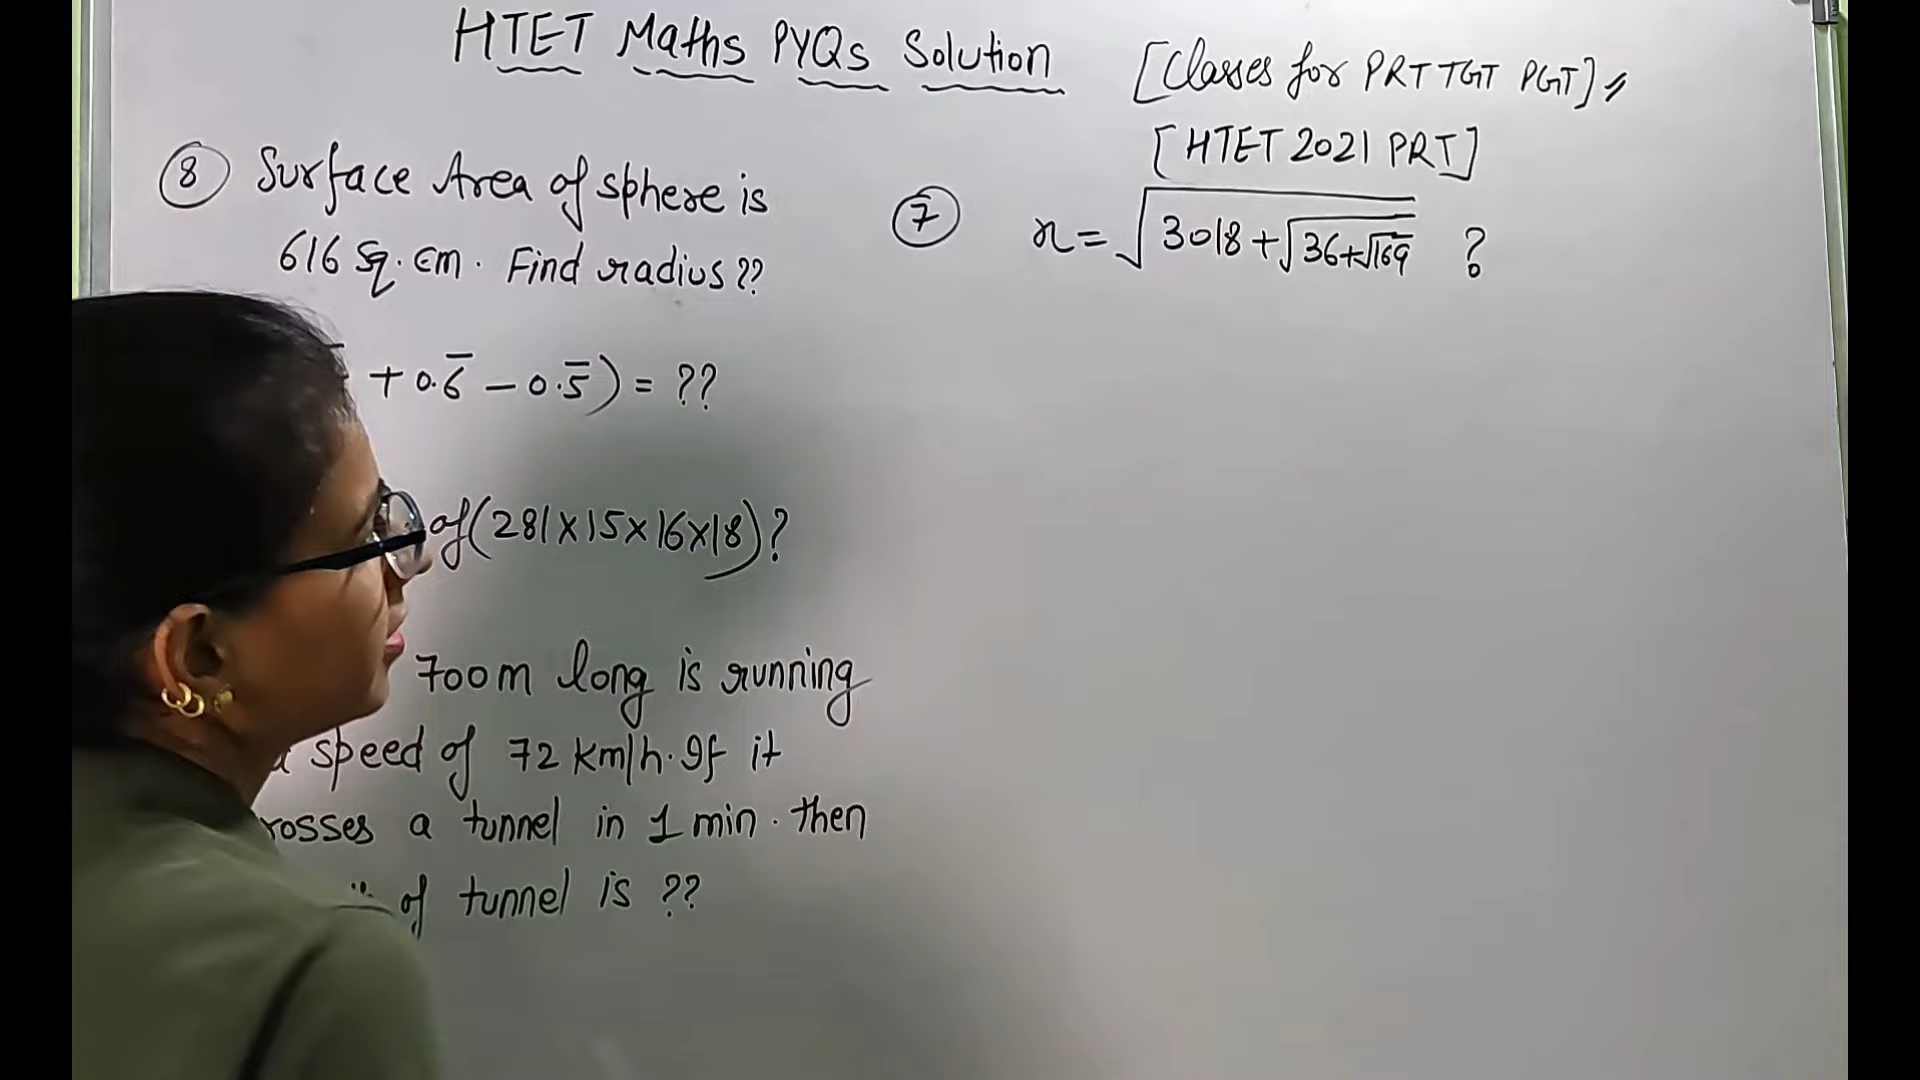 HTET Maths PYQs Solution
[Classes for PRT TGT PGT]
[HTET 2021 PRT]
⑧ Surface Area of sphere is
616 sq. cm. Find radius??
+ 0.6̅ - 0.5̅) = ??
of (281×15×16×18)?
700m long is running
speed of 72 km/h. If it
rosses a tunnel in 1 min. then
of tunnel is ??
⑦ x = √(3018+√(36+√169)) ?